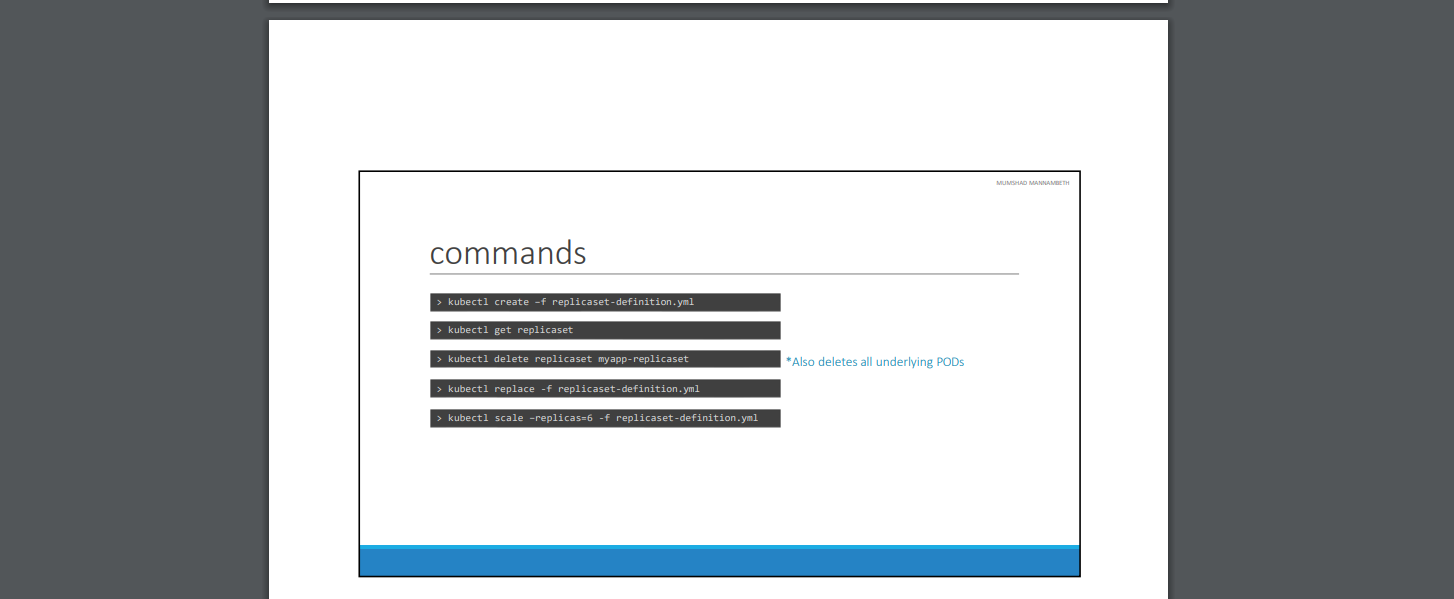 MUMSHAD MANNAMBETH
commands
> kubectl create –f replicaset-definition.yml
> kubectl get replicaset
> kubectl delete replicaset myapp-replicaset
*Also deletes all underlying PODs
> kubectl replace -f replicaset-definition.yml
> kubectl scale –replicas=6 -f replicaset-definition.yml